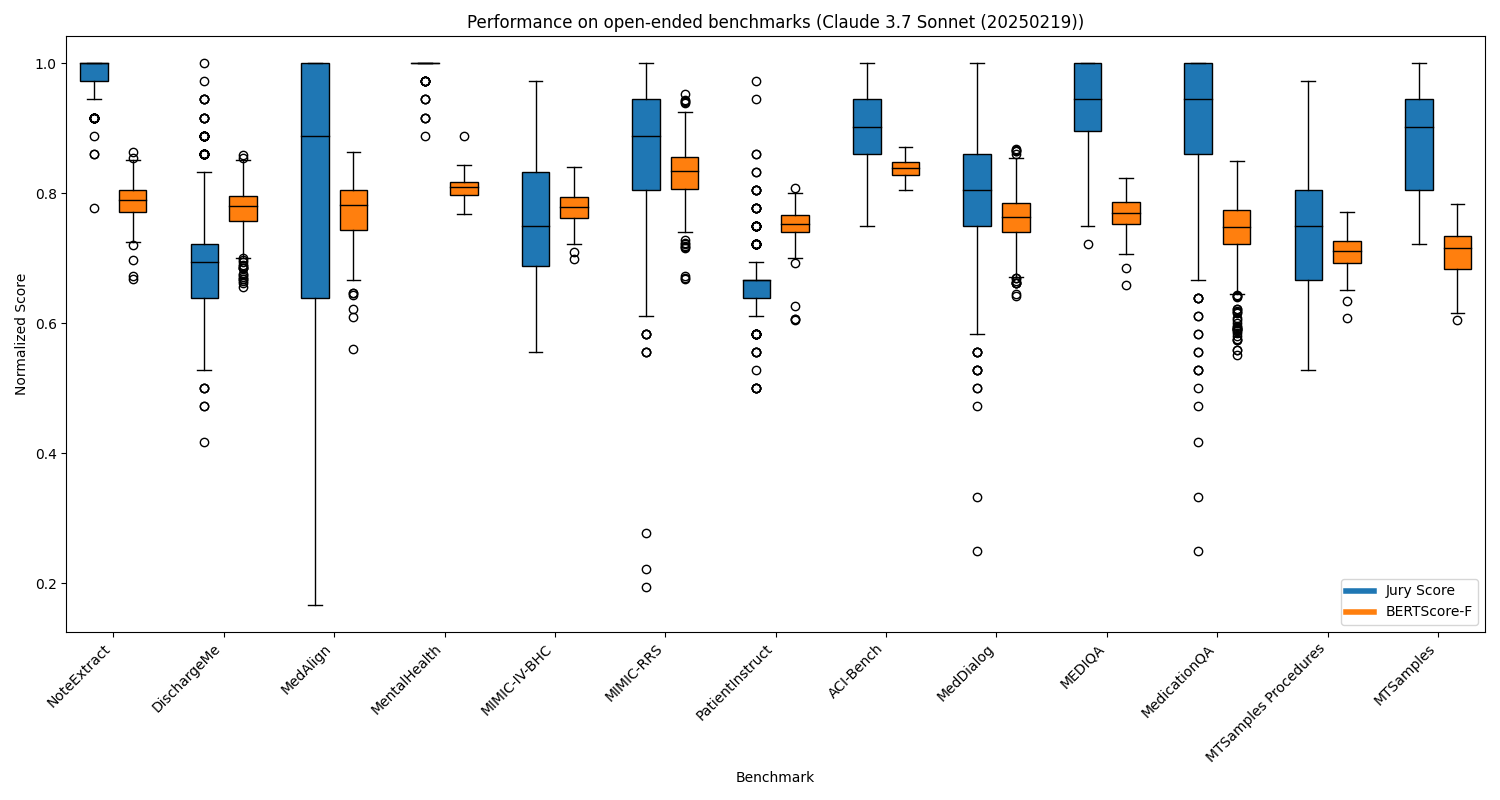 Performance on open-ended benchmarks (Claude 3.7 Sonnet (20250219))
Normalized Score
1.0
0.8
0.6
0.4
0.2
Jury Score
BERTScore-F
NoteExtract
DischargeMe
MedAlign
MentalHealth
MIMIC-IV-BHC
MIMIC-RRS
PatientInstruct
ACI-Bench
MedDialog
MEDIQA
MedicationQA
MTSamples Procedures
MTSamples
Benchmark